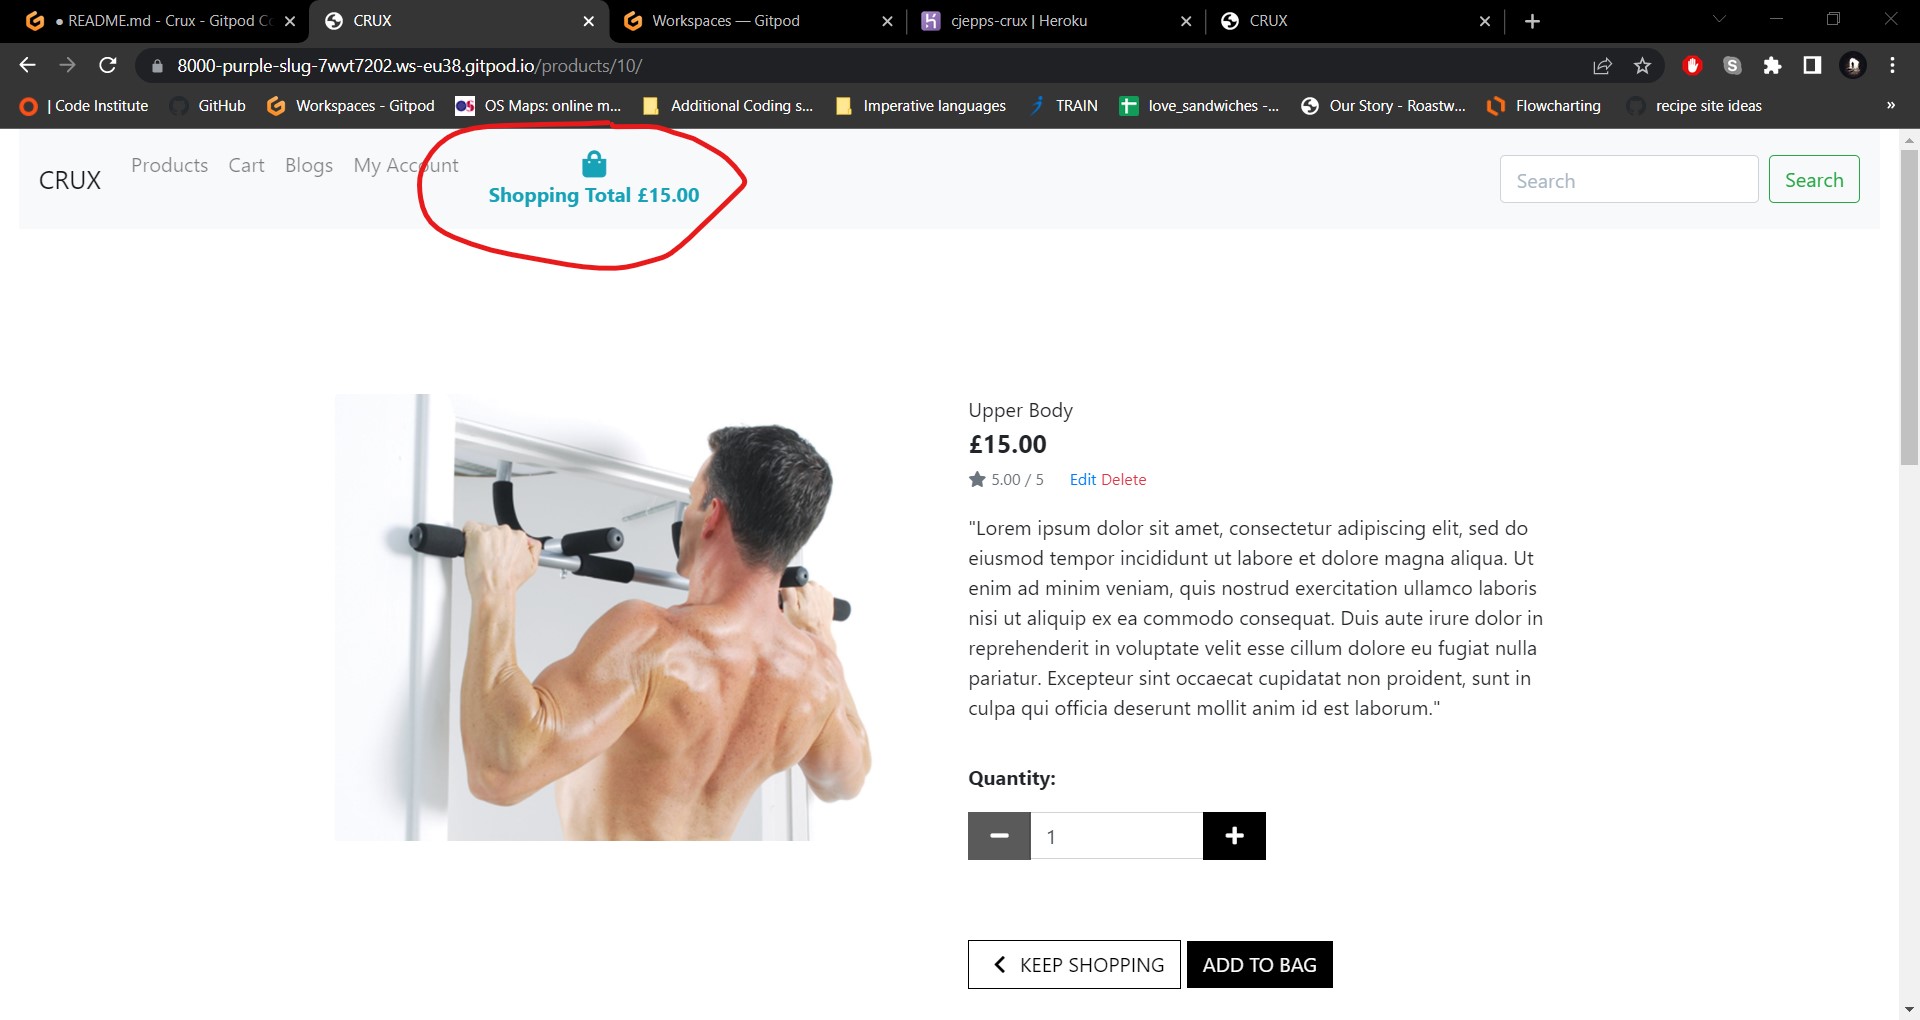 ● README.md - Crux - Gitpod Co
CRUX
Workspaces — Gitpod
cjepps-crux | Heroku
CRUX
8000-purple-slug-7wvt7202.ws-eu38.gitpod.io/products/10/
| Code Institute
GitHub
Workspaces - Gitpod
OS Maps: online m...
Additional Coding s...
Imperative languages
TRAIN
love_sandwiches -...
Our Story - Roastw...
Flowcharting
recipe site ideas
»
CRUX
Products
Cart
Blogs
My Account
Shopping Total £15.00
Search
Search
Upper Body
£15.00
5.00 / 5
Edit Delete
"Lorem ipsum dolor sit amet, consectetur adipiscing elit, sed do
eiusmod tempor incididunt ut labore et dolore magna aliqua. Ut
enim ad minim veniam, quis nostrud exercitation ullamco laboris
nisi ut aliquip ex ea commodo consequat. Duis aute irure dolor in
reprehenderit in voluptate velit esse cillum dolore eu fugiat nulla
pariatur. Excepteur sint occaecat cupidatat non proident, sunt in
culpa qui officia deserunt mollit anim id est laborum."
Quantity:
1
KEEP SHOPPING
ADD TO BAG